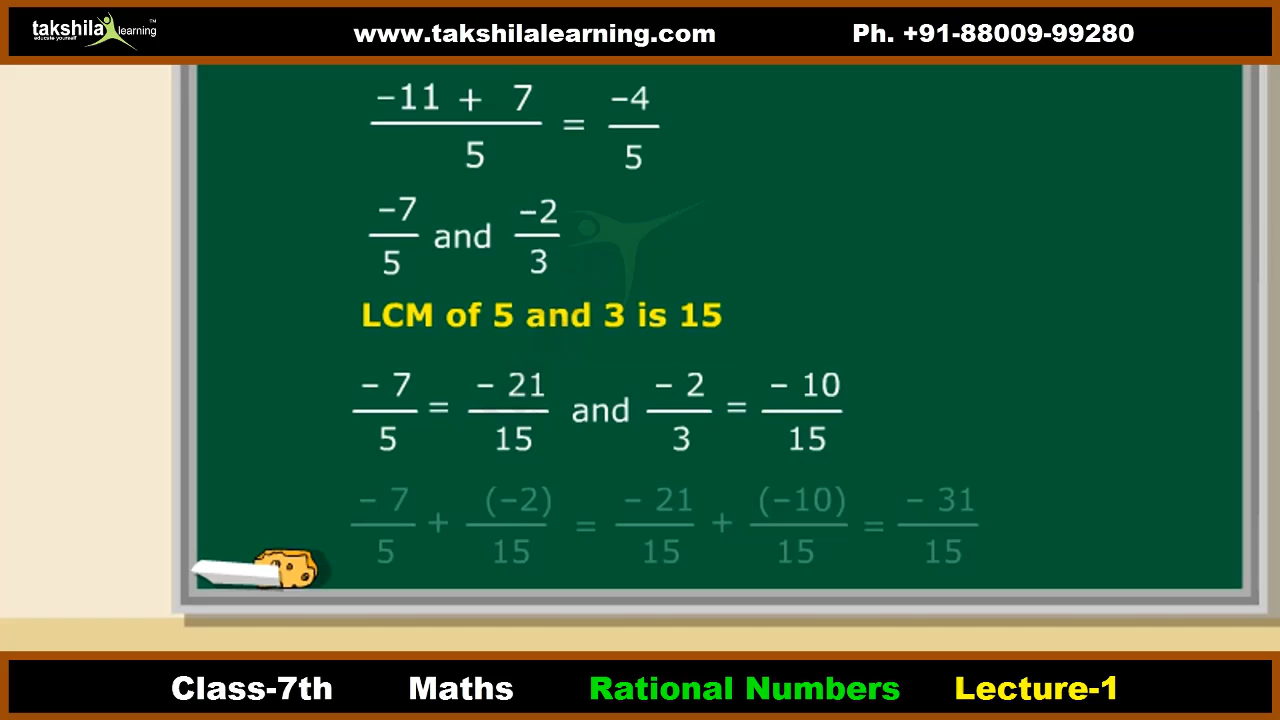 takshila learning ™
educate yourself
www.takshilalearning.com Ph. +91-88009-99280
−11 + 7 / 5 = −4 / 5
−7 / 5 and −2 / 3
LCM of 5 and 3 is 15
− 7 / 5 = − 21 / 15 and − 2 / 3 = − 10 / 15
− 7 / 5 + (−2) / 15 = − 21 / 15 + (−10) / 15 = − 31 / 15
Class-7th Maths Rational Numbers Lecture-1